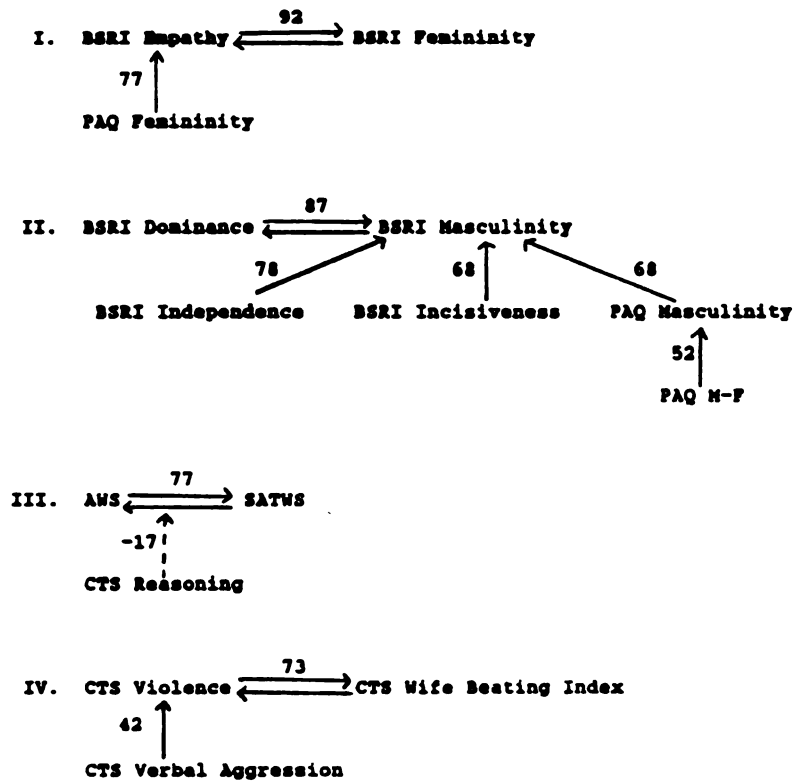 92
I. BSRI Empathy BSRI Femininity
77
PAQ Femininity
87
II. BSRI Dominance BSRI Masculinity
78 68 68
BSRI Independence BSRI Incisiveness PAQ Masculinity
52
PAQ M-F
77
III. AWS SATWS
-17
CTS Reasoning
73
IV. CTS Violence CTS Wife Beating Index
42
CTS Verbal Aggression